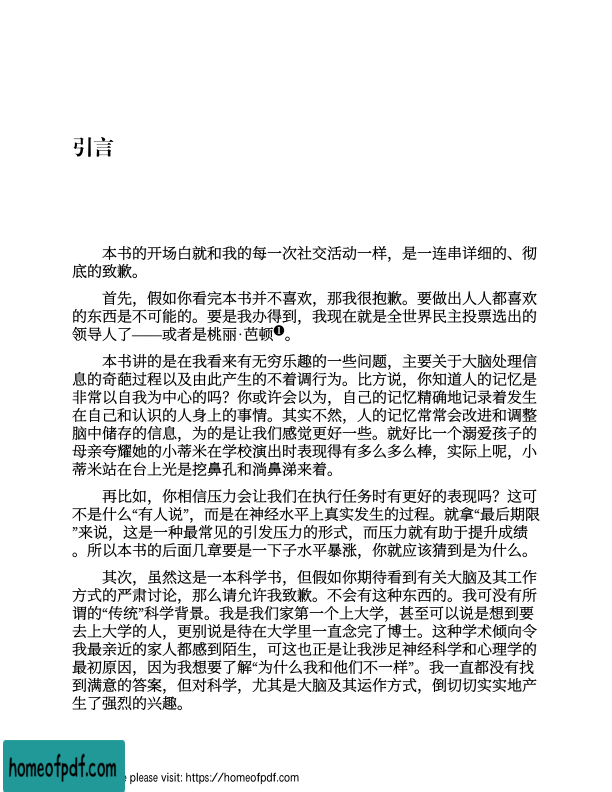 引言
本书的开场白就和我的每一次社交活动一样，是一连串详细的、彻
底的致歉。
首先，假如你看完本书并不喜欢，那我很抱歉。要做出人人都喜欢
的东西是不可能的。要是我办得到，我现在就是全世界民主投票选出的
领导人了——或者是桃丽·芭顿❶。
本书讲的是在我看来有无穷乐趣的一些问题，主要关于大脑处理信
息的奇葩过程以及由此产生的不着调行为。比方说，你知道人的记忆是
非常以自我为中心的吗？你或许会以为，自己的记忆精确地记录着发生
在自己和认识的人身上的事情。其实不然，人的记忆常常会改进和调整
脑中储存的信息，为的是让我们感觉更好一些。就好比一个溺爱孩子的
母亲夸耀她的小蒂米在学校演出时表现得有多么多么棒，实际上呢，小
蒂米站在台上光是挖鼻孔和淌鼻涕来着。
再比如，你相信压力会让我们在执行任务时有更好的表现吗？这可
不是什么“有人说”，而是在神经水平上真实发生的过程。就拿“最后期限
”来说，这是一种最常见的引发压力的形式，而压力就有助于提升成绩
。所以本书的后面几章要是一下子水平暴涨，你就应该猜到是为什么。
其次，虽然这是一本科学书，但假如你期待看到有关大脑及其工作
方式的严肃讨论，那么请允许我致歉。不会有这种东西的。我可没有所
谓的“传统”科学背景。我是我们家第一个上大学，甚至可以说是想到要
去上大学的人，更别说是待在大学里一直念完了博士。这种学术倾向令
我最亲近的家人都感到陌生，可这也正是让我涉足神经科学和心理学的
最初原因，因为我想要了解“为什么我和他们不一样”。我一直都没有找
到满意的答案，但对科学，尤其是大脑及其运作方式，倒切切实实地产
生了强烈的兴趣。
homeofpdf.com
e please visit: https://homeofpdf.com